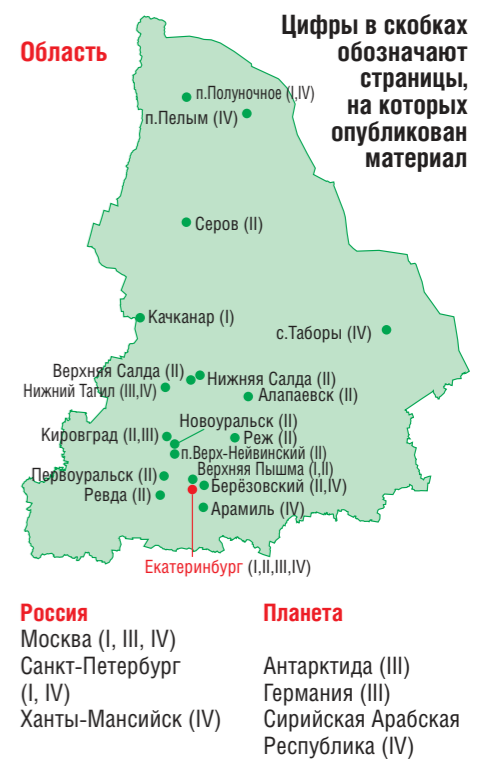 Область
Цифры в скобках
обозначают
страницы,
на которых
опубликован
материал
п.Полуночное (I,IV)
п.Пелым (IV)
Серов (II)
Качканар (I)
с.Таборы (IV)
Верхняя Салда (II)
Нижняя Салда (II)
Нижний Тагил (III,IV)
Алапаевск (II)
Новоуральск (II)
Кировград (II,III)
Реж (II)
п.Верх-Нейвинский (II)
Верхняя Пышма (I,II)
Первоуральск (II)
Берёзовский (II,IV)
Ревда (II)
Арамиль (IV)
Екатеринбург (I,II,III,IV)
Россия
Москва (I, III, IV)
Санкт-Петербург
(I, IV)
Ханты-Мансийск (IV)
Планета
Антарктида (III)
Германия (III)
Сирийская Арабская
Республика (IV)